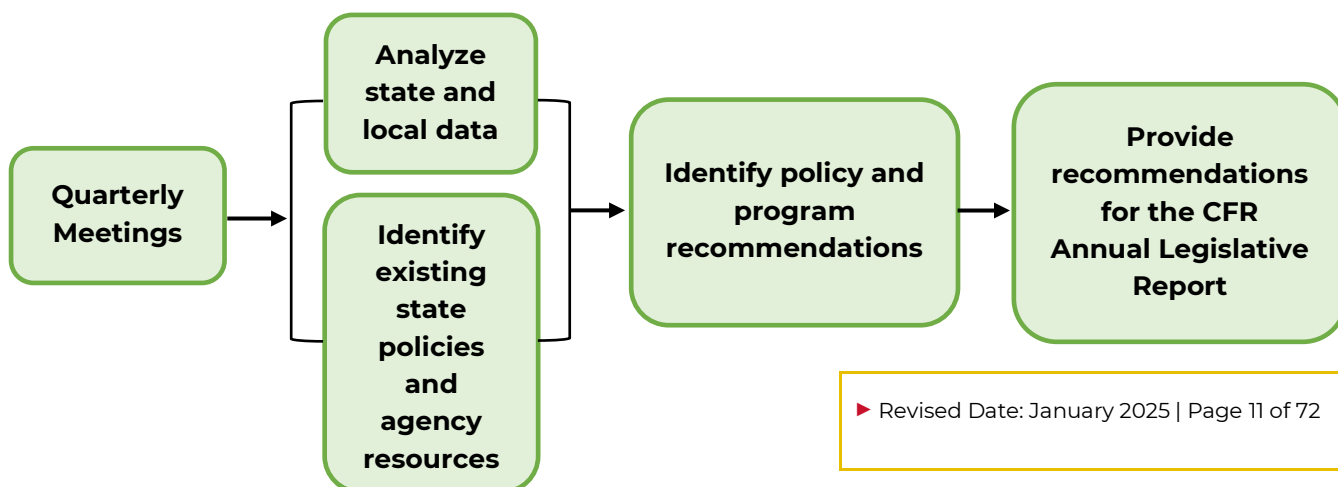 Quarterly
Meetings
Analyze
state and
local data
Identify
existing
state
policies
and
agency
resources
Identify policy and
program
recommendations
Provide
recommendations
for the CFR
Annual Legislative
Report
► Revised Date: January 2025 | Page 11 of 72